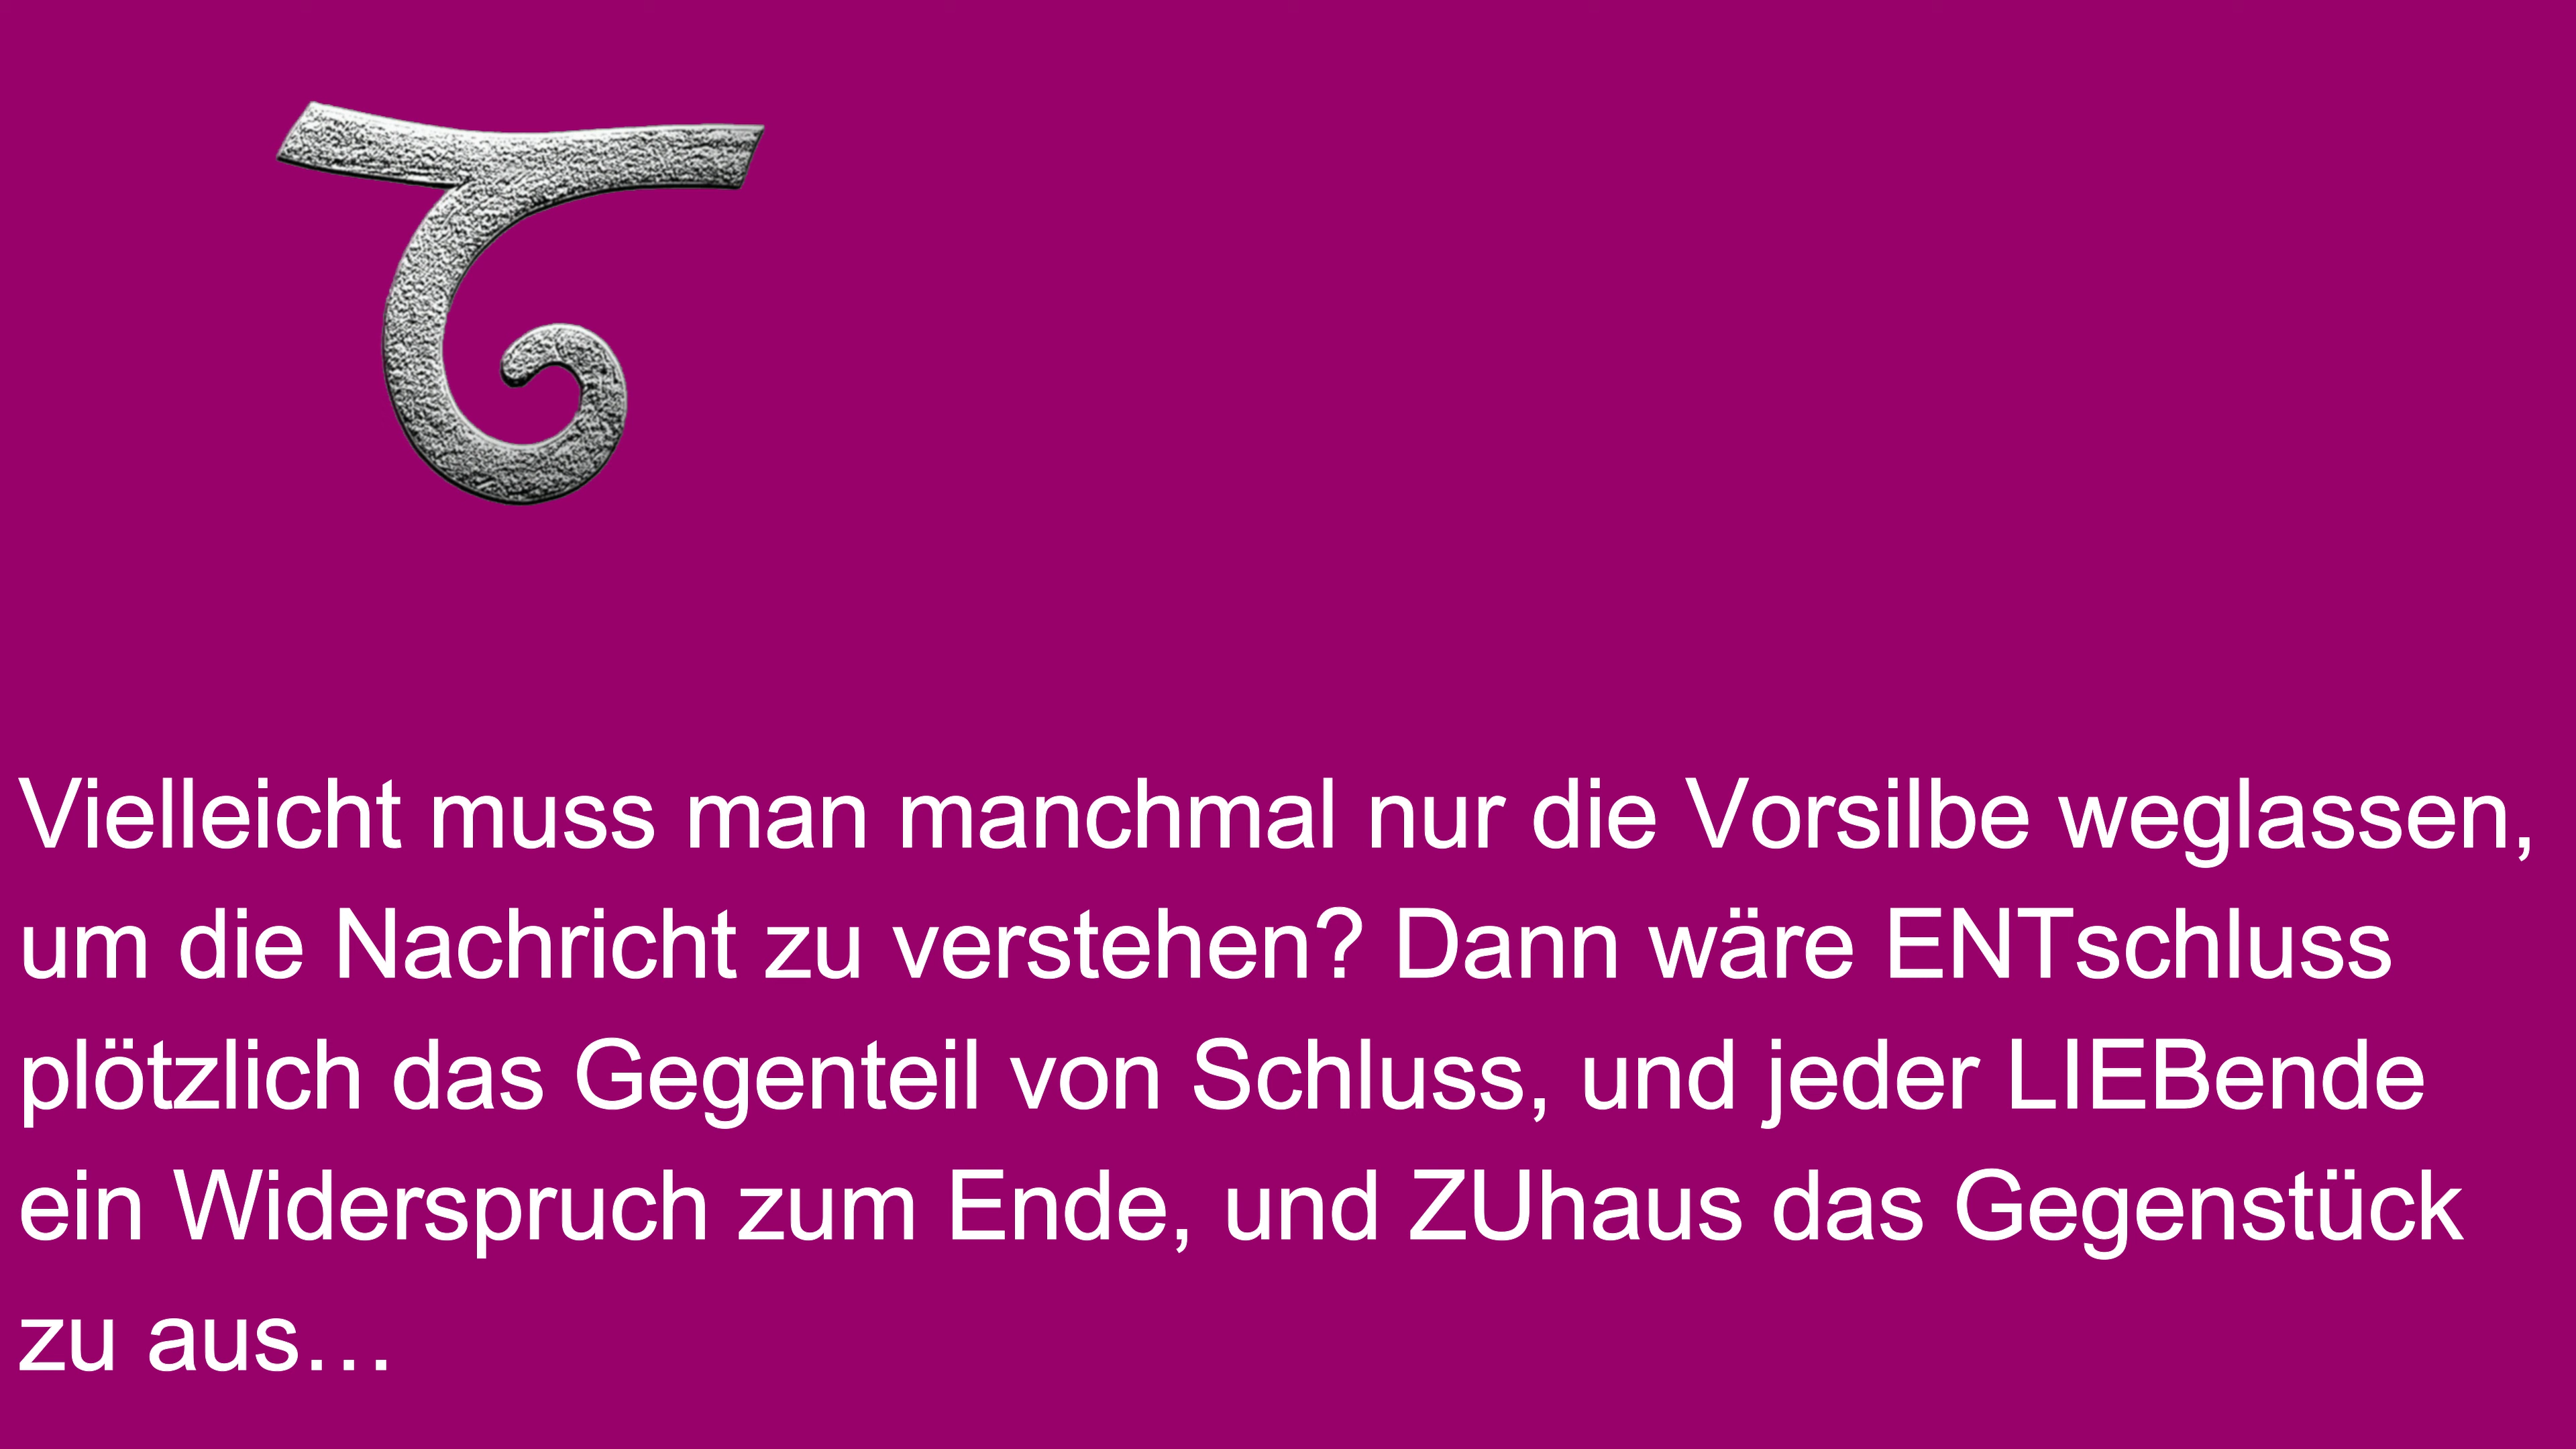 Vielleicht muss man manchmal nur die Vorsilbe weglassen,
um die Nachricht zu verstehen? Dann wäre ENTschluss
plötzlich das Gegenteil von Schluss, und jeder LIEBende
ein Widerspruch zum Ende, und ZUhaus das Gegenstück
zu aus…